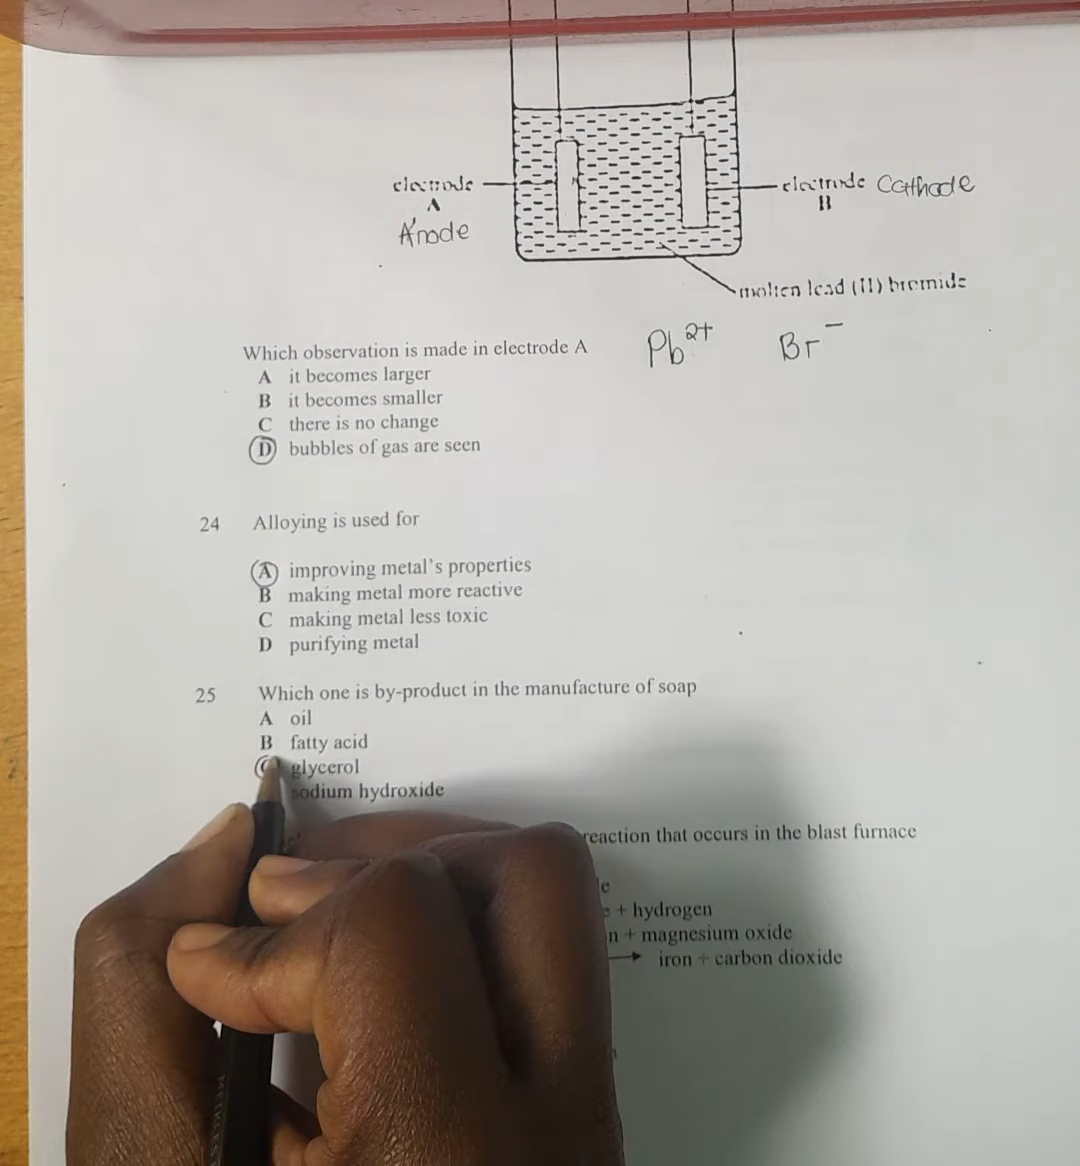 electrode
A
Anode
electrode Cathode
B
molten lead (II) bromide
Pb²⁺ Br⁻
Which observation is made in electrode A
A it becomes larger
B it becomes smaller
C there is no change
D bubbles of gas are seen
24 Alloying is used for
A improving metal's properties
B making metal more reactive
C making metal less toxic
D purifying metal
25 Which one is by-product in the manufacture of soap
A oil
B fatty acid
C glycerol
sodium hydroxide
reaction that occurs in the blast furnace
+ hydrogen
+ magnesium oxide
→ iron + carbon dioxide